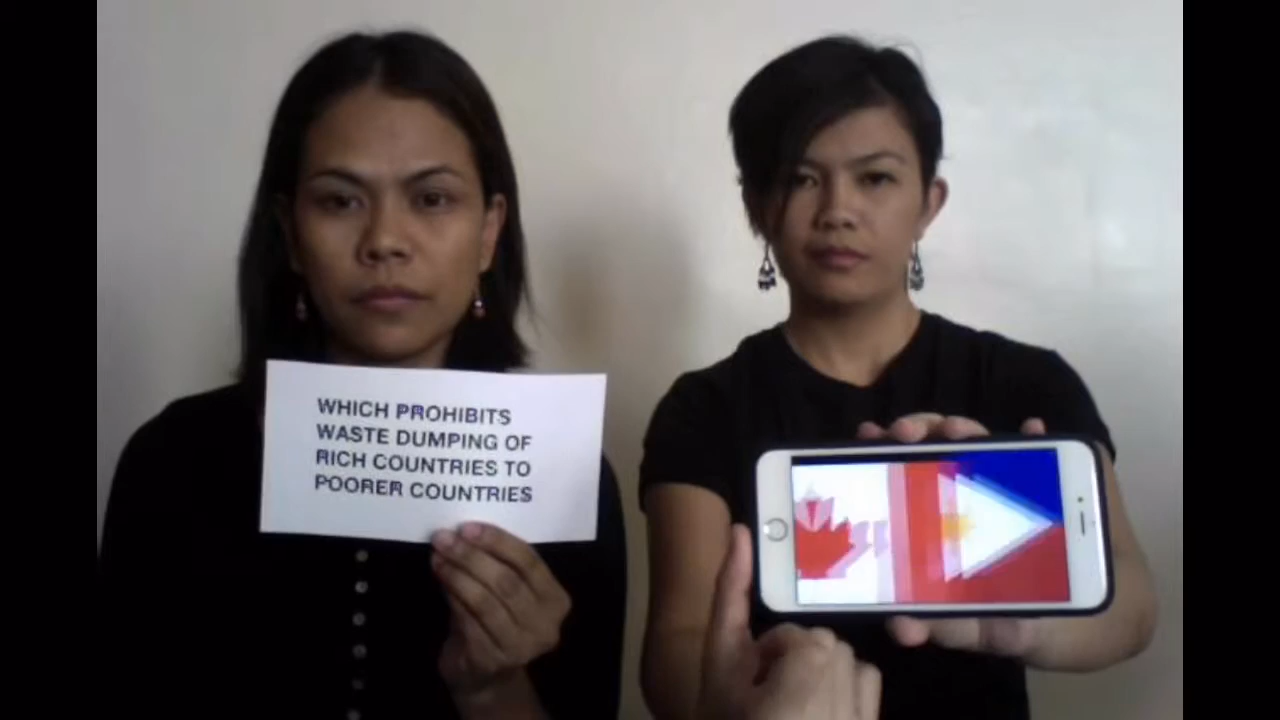 WHICH PROHIBITS
WASTE DUMPING OF
RICH COUNTRIES TO
POORER COUNTRIES